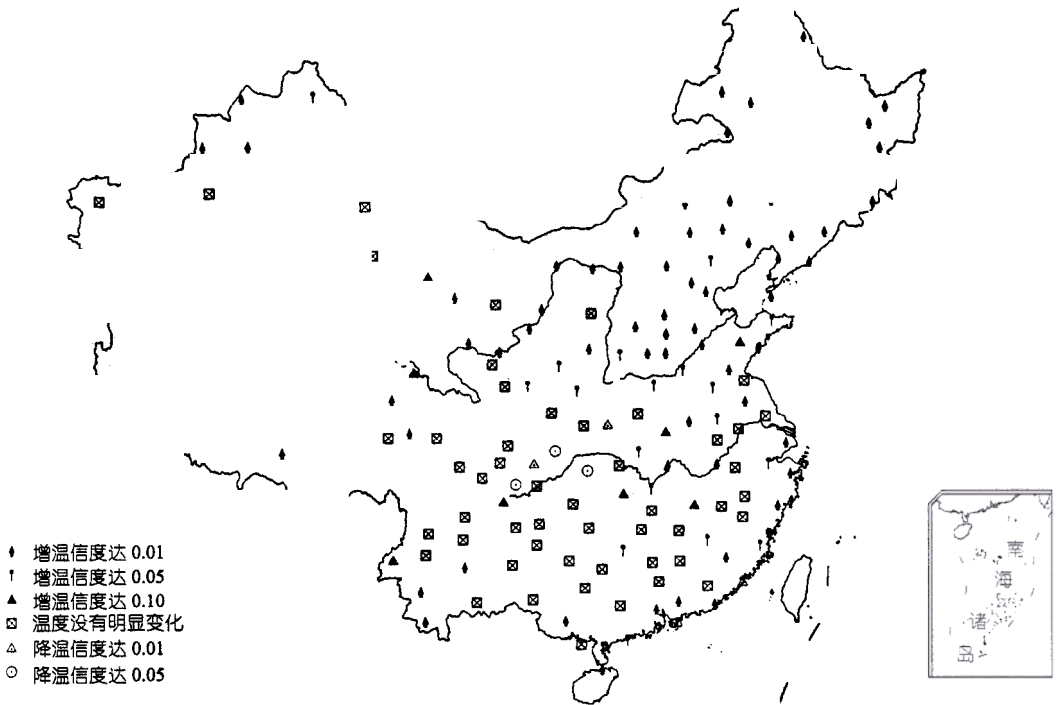 增温信度达 0.01
增温信度达 0.05
增温信度达 0.10
温度没有明显变化
降温信度达 0.01
降温信度达 0.05
南
海
诸
岛